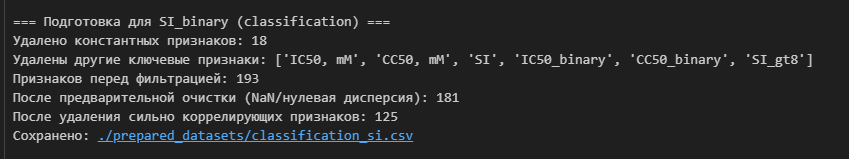 === Подготовка для SI_binary (classification) ===
Удалено константных признаков: 18
Удалены другие ключевые признаки: ['IC50, mM', 'CC50, mM', 'SI', 'IC50_binary', 'CC50_binary', 'SI_gt8']
Признаков перед фильтрацией: 193
После предварительной очистки (NaN/нулевая дисперсия): 181
После удаления сильно коррелирующих признаков: 125
Сохранено: ./prepared_datasets/classification_si.csv